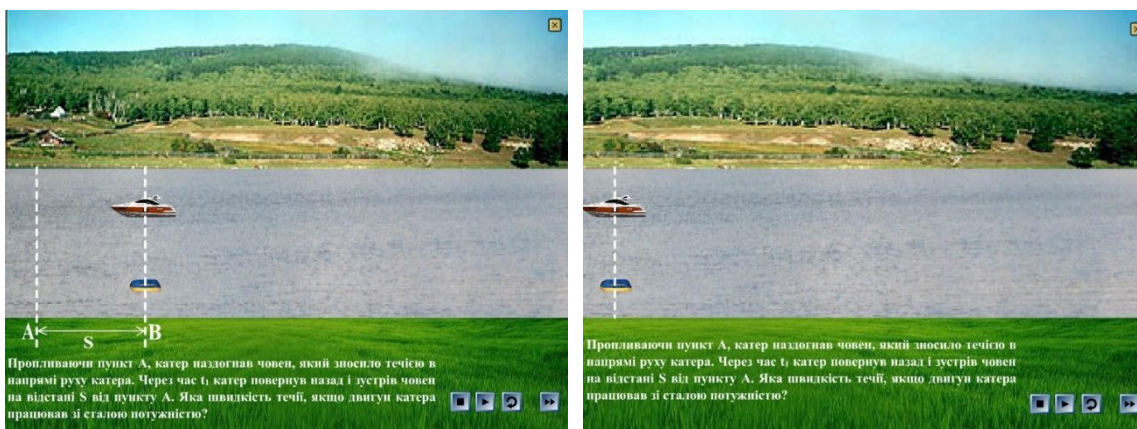 A
B
S
Пропливаючи пункт А, катер наздогнав човен, який зносило течією в
напрямі руху катера. Через час t₁ катер повернув назад і зустрів човен
на відстані S від пункту А. Яка швидкість течії, якщо двигун катера
працював зі сталою потужністю?
Пропливаючи пункт А, катер наздогнав човен, який зносило течією в
напрямі руху катера. Через час t₁ катер повернув назад і зустрів човен
на відстані S від пункту А. Яка швидкість течії, якщо двигун катера
працював зі сталою потужністю?